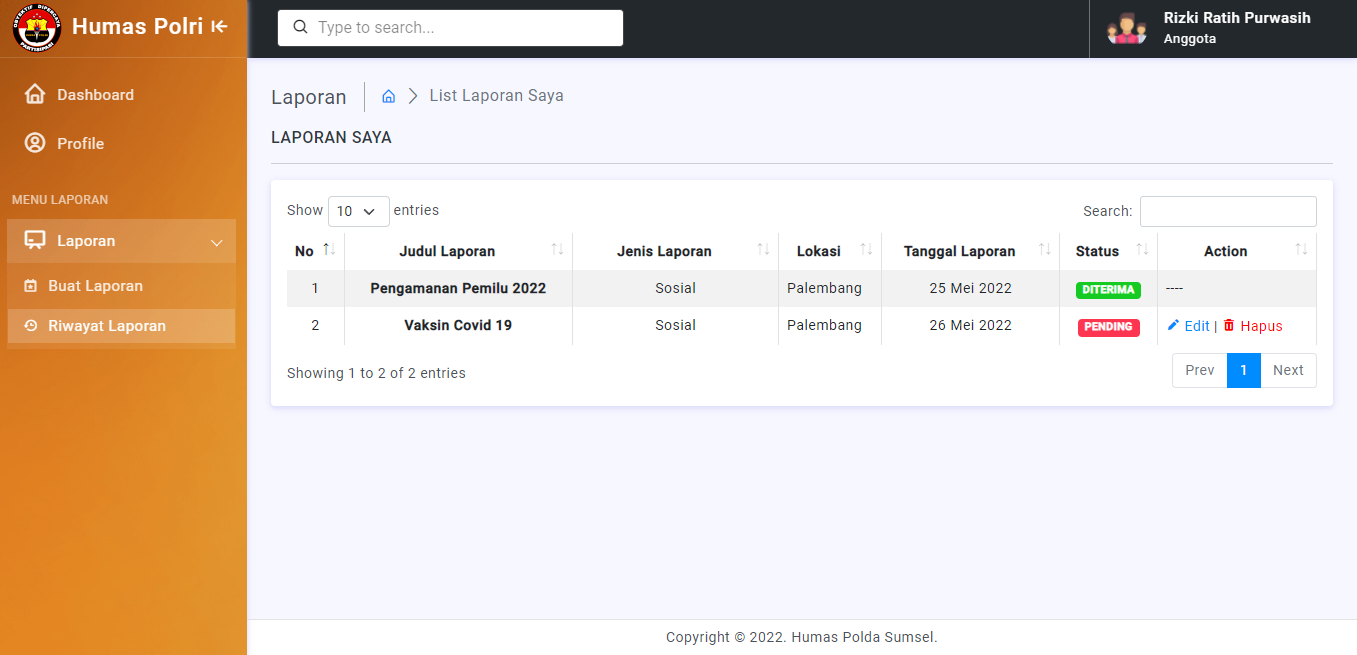 Humas Polri
Type to search...
Rizki Ratih Purwasih
Anggota
Dashboard
Profile
MENU LAPORAN
Laporan
Buat Laporan
Riwayat Laporan
Laporan List Laporan Saya
LAPORAN SAYA
Show 10 entries Search:
No Judul Laporan Jenis Laporan Lokasi Tanggal Laporan Status Action
1 Pengamanan Pemilu 2022 Sosial Palembang 25 Mei 2022 DITERIMA ----
2 Vaksin Covid 19 Sosial Palembang 26 Mei 2022 PENDING Edit | Hapus
Showing 1 to 2 of 2 entries Prev 1 Next
Copyright © 2022. Humas Polda Sumsel.